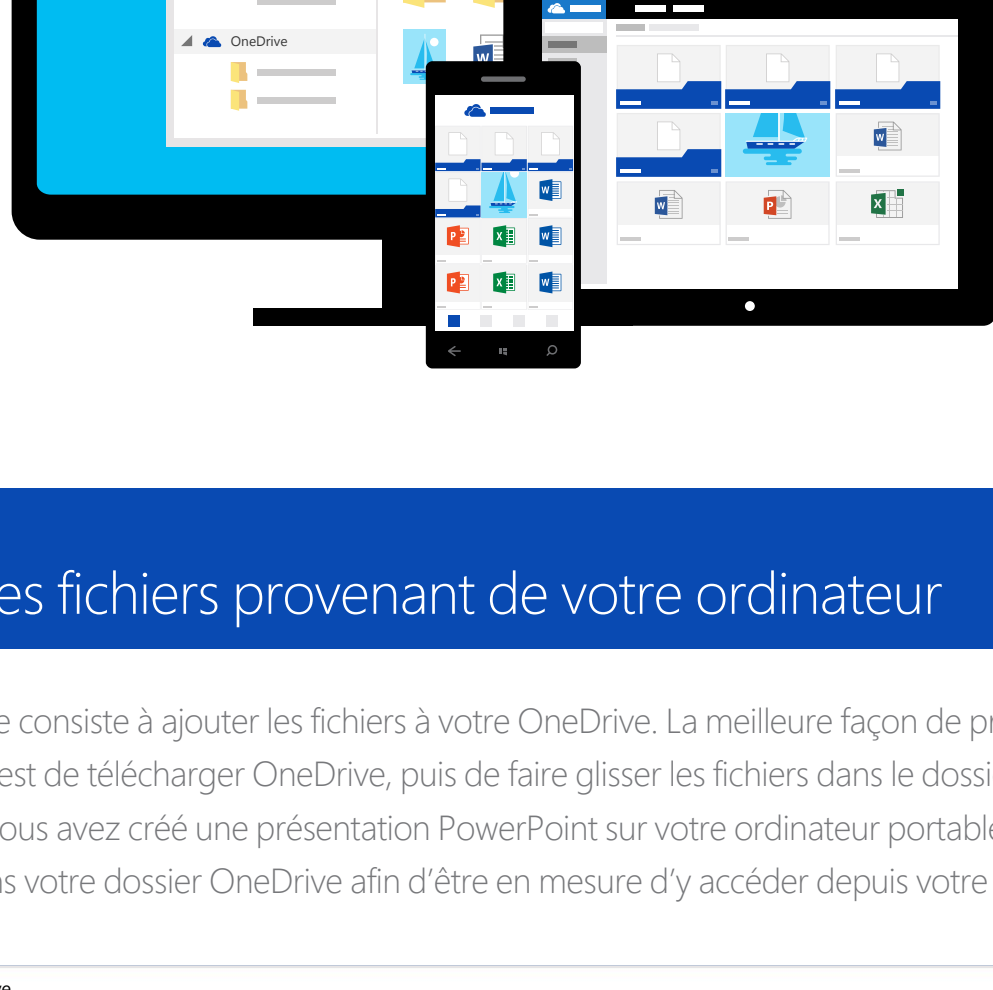 OneDrive
es fichiers provenant de votre ordinateur
e consiste à ajouter les fichiers à votre OneDrive. La meilleure façon de pr
est de télécharger OneDrive, puis de faire glisser les fichiers dans le dossi
ous avez créé une présentation PowerPoint sur votre ordinateur portable
s votre dossier OneDrive afin d’être en mesure d’y accéder depuis votre